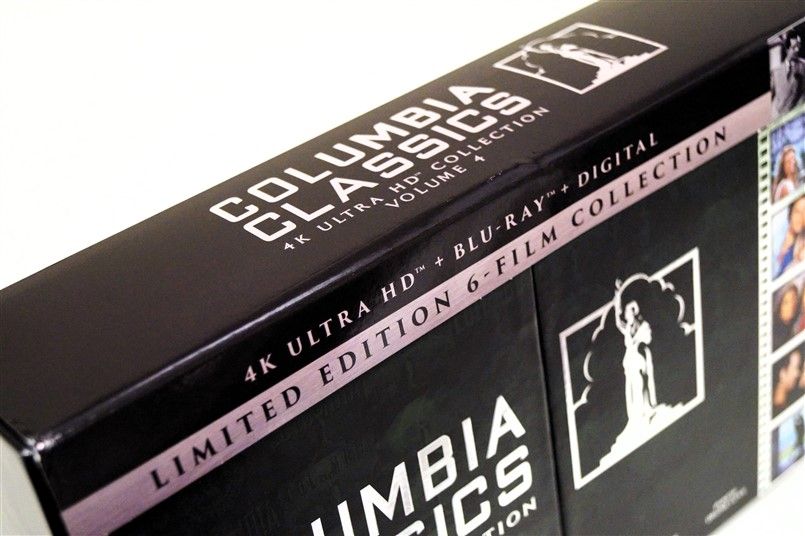 COLUMBIA
CLASSICS
4K ULTRA HD™ COLLECTION
VOLUME 4
4K ULTRA HD™ + BLU-RAY™ + DIGITAL
LIMITED EDITION 6-FILM COLLECTION
UMBIA
SICS
TION